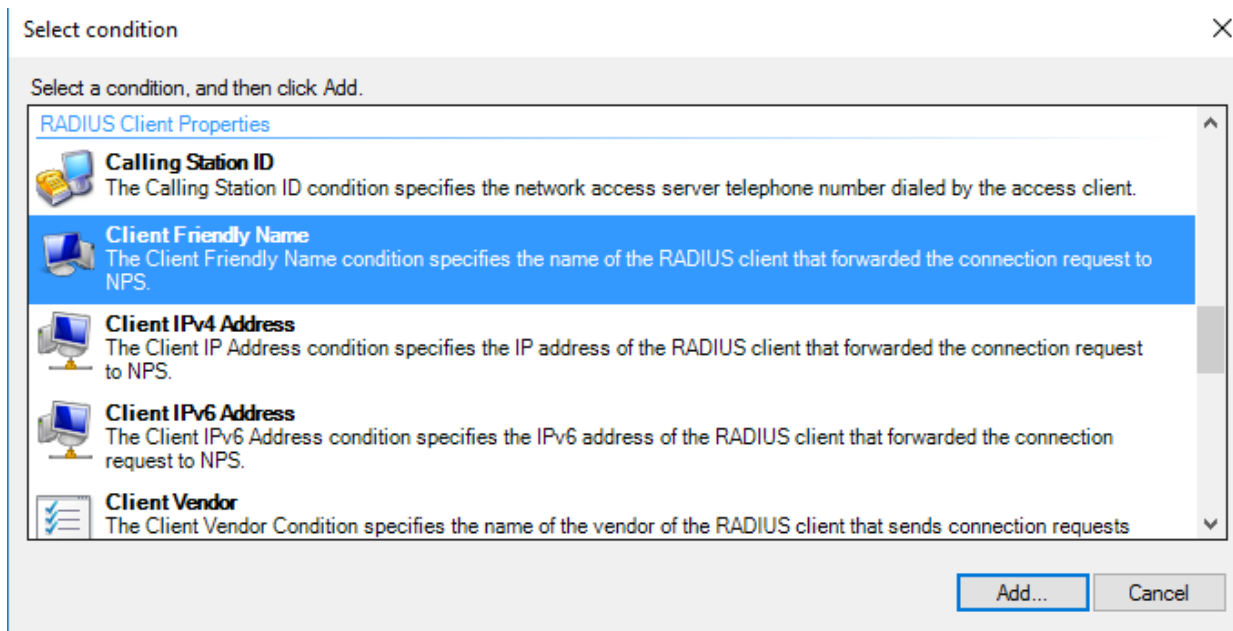 Select condition
Select a condition, and then click Add.
RADIUS Client Properties
Calling Station ID
The Calling Station ID condition specifies the network access server telephone number dialed by the access client.
Client Friendly Name
The Client Friendly Name condition specifies the name of the RADIUS client that forwarded the connection request to
NPS.
Client IPv4 Address
The Client IP Address condition specifies the IP address of the RADIUS client that forwarded the connection request
to NPS.
Client IPv6 Address
The Client IPv6 Address condition specifies the IPv6 address of the RADIUS client that forwarded the connection
request to NPS.
Client Vendor
The Client Vendor Condition specifies the name of the vendor of the RADIUS client that sends connection requests
Add...
Cancel